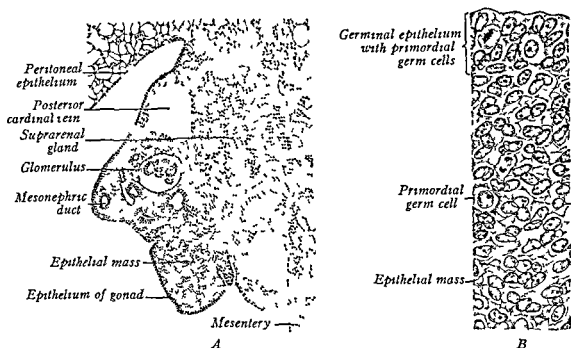 Peritoneal
epithelium
Posterior
cardinal vein
Suprarenal
gland
Glomerulus
Mesonephric
duct
Epithelial mass
Epithelium of gonad
Mesentery
A
Germinal epithelium
with primordial
germ cells
Primordial
germ cell
Epithelial mass
B